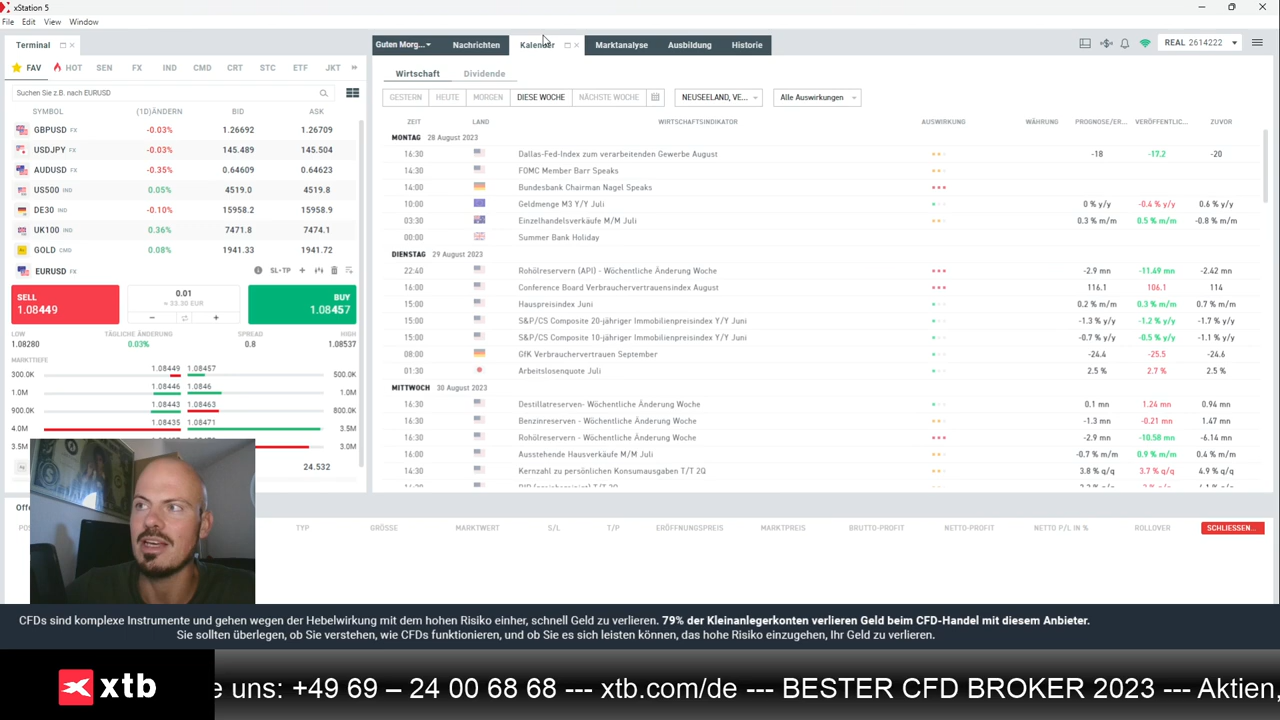 xStation 5
File Edit View Window
Terminal
FAV HOT SEN FX IND CMD CRT STC ETF JKT
Suchen Sie z.B. nach EURUSD
SYMBOL (1D)ÄNDERN BID ASK
GBPUSD FX -0.03% 1.26692 1.26709
USDJPY FX -0.03% 145.489 145.504
AUDUSD FX -0.35% 0.64609 0.64623
US500 IND 0.05% 4519.0 4519.8
DE30 IND -0.10% 15958.2 15958.9
UK100 IND 0.36% 7471.8 7474.1
GOLD CMD 0.08% 1941.33 1941.72
EURUSD FX SL+TP
SELL 0.01 BUY
1.08449 ≈ 33.30 EUR 1.08457
LOW TÄGLICHE ÄNDERUNG SPREAD HIGH
1.08280 0.03% 0.8 1.08537
MARKTTIEFE
300.0K 1.08449 1.08457 500.0K
1.0M 1.08446 1.0846 1.0M
900.0K 1.08443 1.08463 800.0K
4.0M 1.08435 1.08471 3.5M
3.5M 3.0M
24.532
Guten Morg... Nachrichten Kalender Marktanalyse Ausbildung Historie
REAL 2614222
Wirtschaft Dividende
GESTERN HEUTE MORGEN DIESE WOCHE NÄCHSTE WOCHE NEUSEELAND, VE... Alle Auswirkungen
ZEIT LAND WIRTSCHAFTSINDIKATOR AUSWIRKUNG WÄHRUNG PROGNOSE/ER... VERÖFFENTLIC... ZUVOR
MONTAG 28 August 2023
16:30 Dallas-Fed-Index zum verarbeitenden Gewerbe August -18 -17.2 -20
14:30 FOMC Member Barr Speaks
14:00 Bundesbank Chairman Nagel Speaks
10:00 Geldmenge M3 Y/Y Juli 0 % y/y -0.4 % y/y 0.6 % y/y
03:30 Einzelhandelsverkäufe M/M Juli 0.3 % m/m 0.5 % m/m -0.8 % m/m
00:00 Summer Bank Holiday
DIENSTAG 29 August 2023
22:40 Rohölreservern (API) - Wöchentliche Änderung Woche -2.9 mn -11.49 mn -2.42 mn
16:00 Conference Board Verbrauchervertrauensindex August 116.1 106.1 114
15:00 Hauspreisindex Juni 0.2 % m/m 0.3 % m/m 0.7 % m/m
15:00 S&P/CS Composite 20-jähriger Immobilienpreisindex Y/Y Juni -1.3 % y/y -1.2 % y/y -1.7 % y/y
15:00 S&P/CS Composite 10-jähriger Immobilienpreisindex Y/Y Juni -0.7 % y/y -0.5 % y/y -1.1 % y/y
08:00 GfK Verbrauchervertrauen September -24.4 -25.5 -24.6
01:30 Arbeitslosenquote Juli 2.5 % 2.7 % 2.5 %
MITTWOCH 30 August 2023
16:30 Destillatreserven- Wöchentliche Änderung Woche 0.1 mn 1.24 mn 0.94 mn
16:30 Benzinreserven - Wöchentliche Änderung Woche -1.3 mn -0.21 mn 1.47 mn
16:30 Rohölreservern - Wöchentliche Änderung Woche -2.9 mn -10.58 mn -6.14 mn
16:00 Ausstehende Hausverkäufe M/M Juli -0.7 % m/m 0.9 % m/m 0.4 % m/m
14:30 Kernzahl zu persönlichen Konsumausgaben T/T 2Q 3.8 % q/q 3.7 % q/q 4.9 % q/q
TYP GRÖSSE MARKTWERT S/L T/P ERÖFFNUNGSPREIS MARKTPREIS BRUTTO-PROFIT NETTO-PROFIT NETTO P/L IN % ROLLOVER SCHLIESSEN...
CFDs sind komplexe Instrumente und gehen wegen der Hebelwirkung mit dem hohen Risiko einher, schnell Geld zu verlieren. 79% der Kleinanlegerkonten verlieren Geld beim CFD-Handel mit diesem Anbieter.
Sie sollten überlegen, ob Sie verstehen, wie CFDs funktionieren, und ob Sie es sich leisten können, das hohe Risiko einzugehen, Ihr Geld zu verlieren.
xtb e uns: +49 69 – 24 00 68 68 --- xtb.com/de --- BESTER CFD BROKER 2023 --- Aktien,